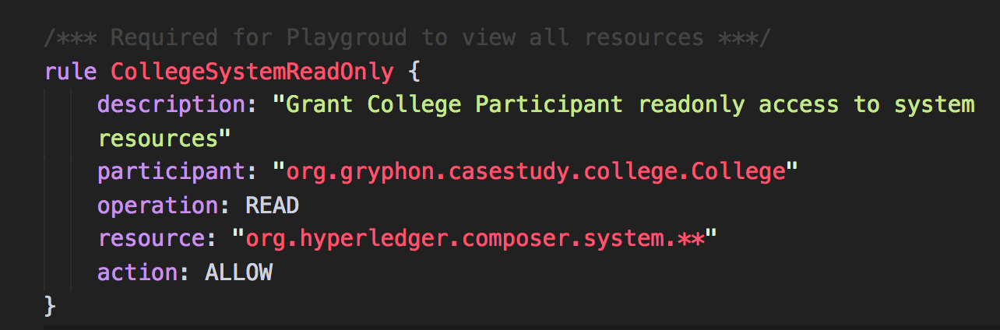 /*** Required for Playgroud to view all resources ***/
rule CollegeSystemReadOnly {
description: "Grant College Participant readonly access to system
resources"
participant: "org.gryphon.casestudy.college.College"
operation: READ
resource: "org.hyperledger.composer.system.**"
action: ALLOW
}